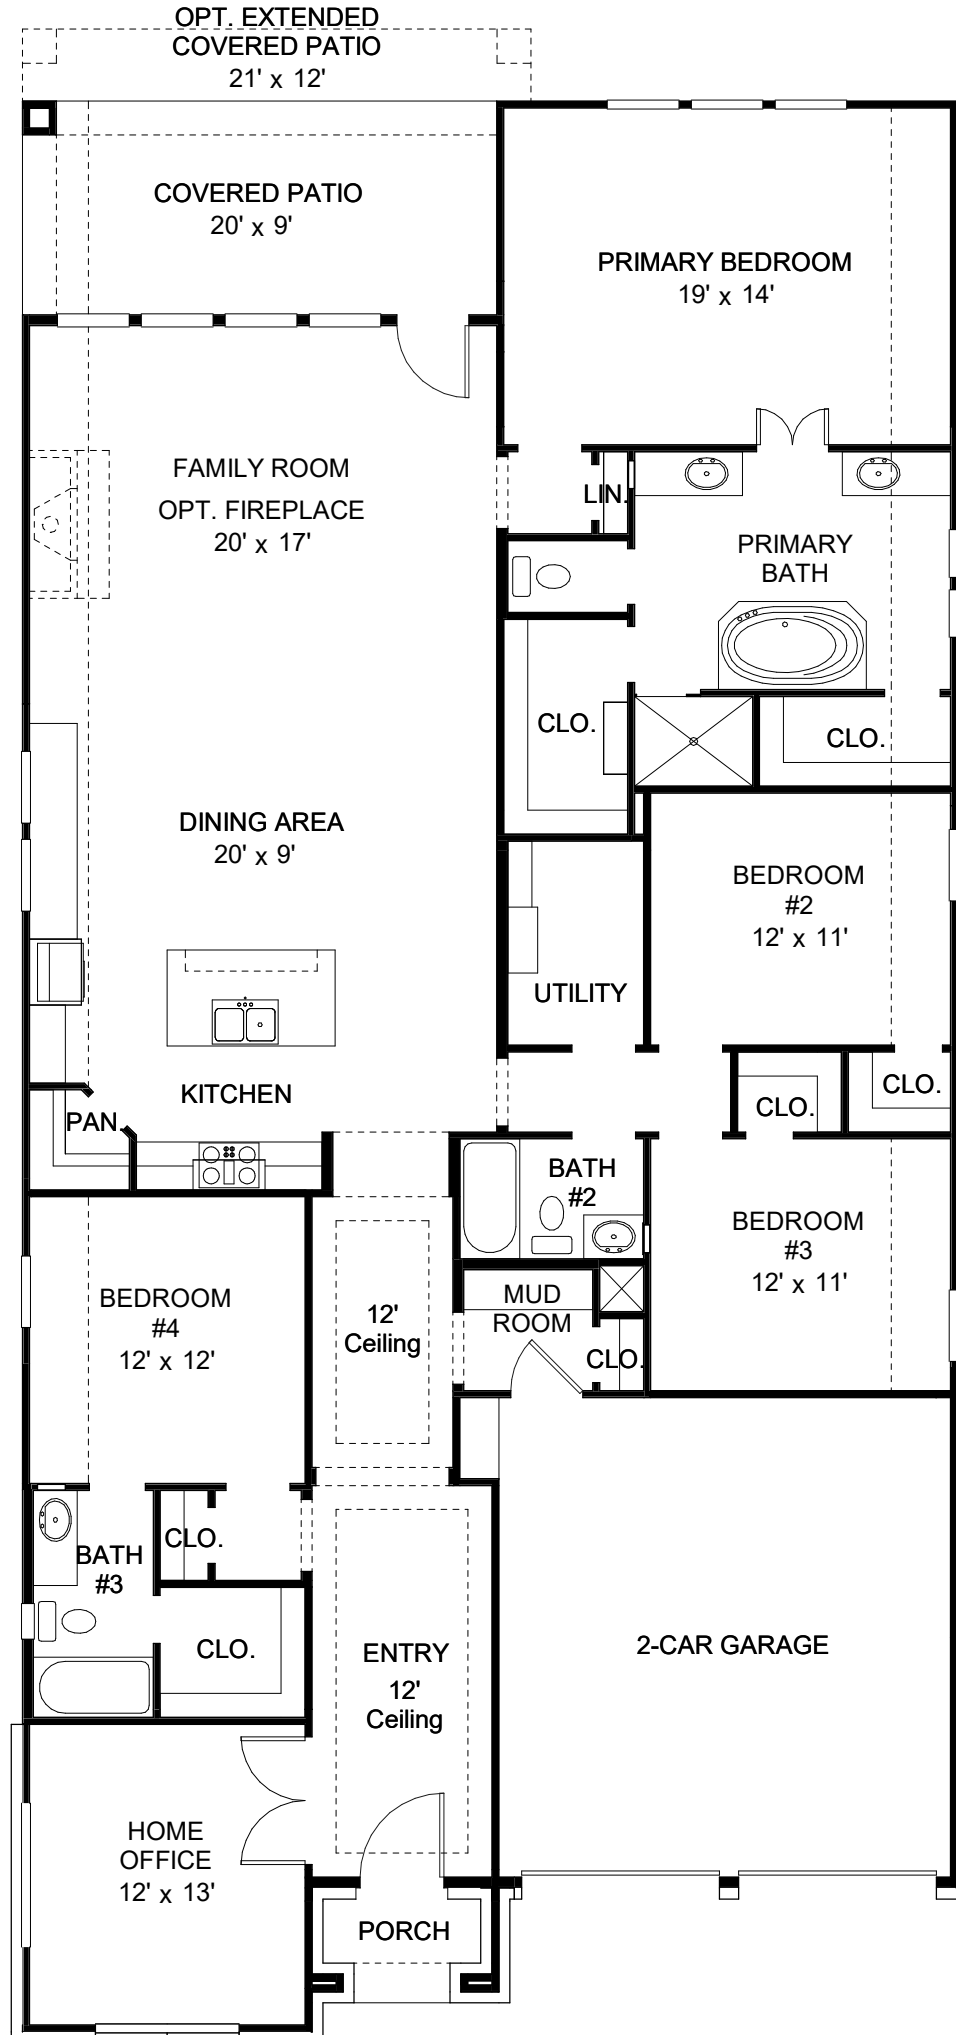 OPT. EXTENDED
COVERED PATIO
21' x 12'
COVERED PATIO
20' x 9'
PRIMARY BEDROOM
19' x 14'
FAMILY ROOM
OPT. FIREPLACE
20' x 17'
LIN.
PRIMARY
BATH
CLO.
CLO.
DINING AREA
20' x 9'
BEDROOM
#2
12' x 11'
UTILITY
KITCHEN
PAN.
CLO.
CLO.
BATH
#2
BEDROOM
#3
12' x 11'
BEDROOM
#4
12' x 12'
12'
Ceiling
MUD
ROOM
CLO.
CLO.
BATH
#3
CLO.
ENTRY
12'
Ceiling
2-CAR GARAGE
HOME
OFFICE
12' x 13'
PORCH